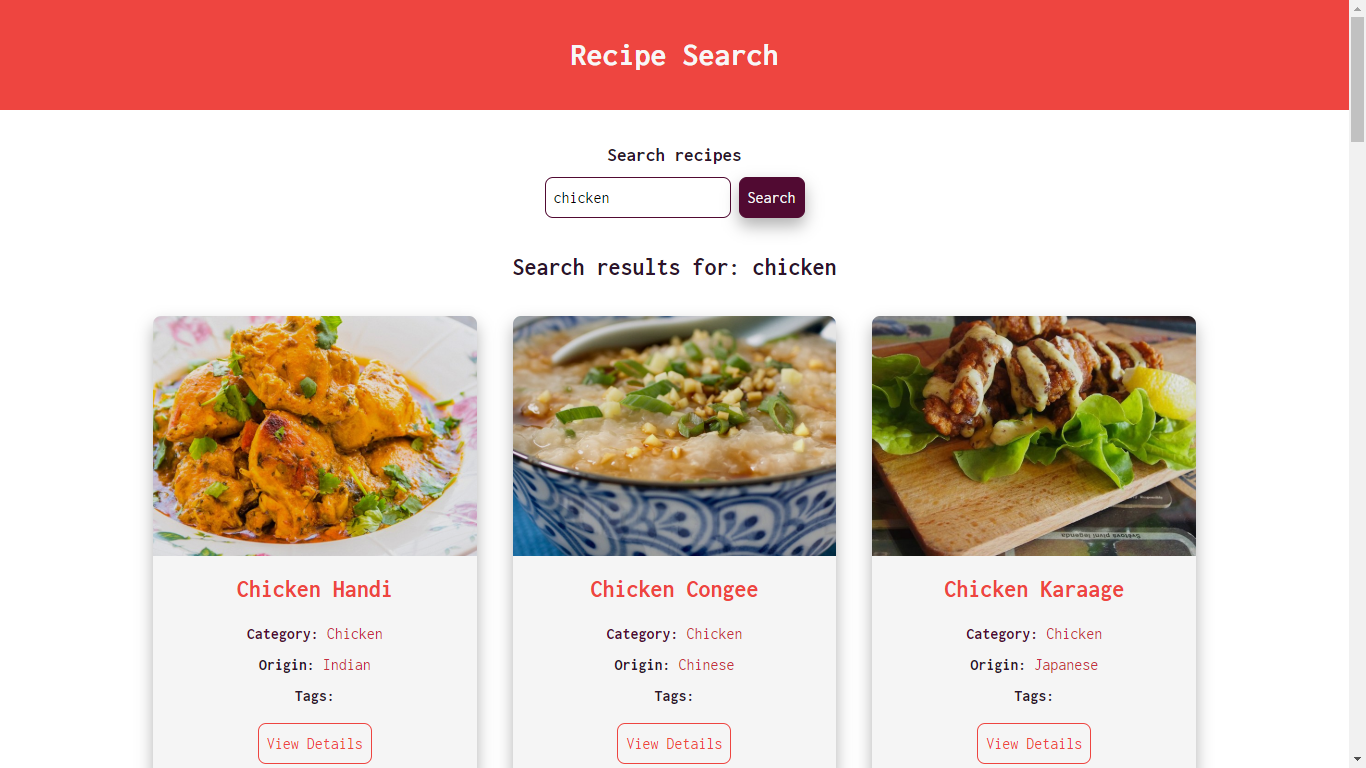 Recipe Search
Search recipes
chicken
Search
Search results for: chicken
Chicken Handi
Category: Chicken
Origin: Indian
Tags:
View Details
Chicken Congee
Category: Chicken
Origin: Chinese
Tags:
View Details
Chicken Karaage
Category: Chicken
Origin: Japanese
Tags:
View Details